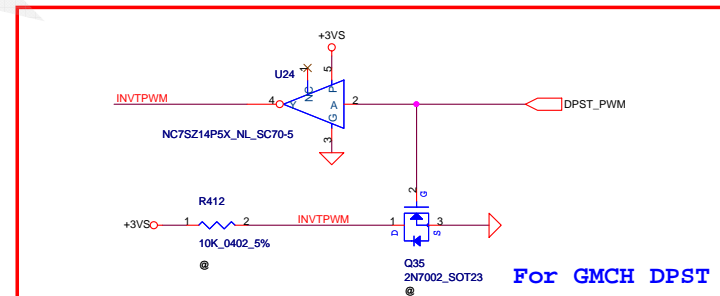 +3VS
U24
1
NC
5
P
INVTPWM
4
Y
A
2
DPST_PWM
G
3
NC7SZ14P5X_NL_SC70-5
R412
2
G
+3VS
1
2
INVTPWM
1
D
S
3
10K_0402_5%
@
Q35
2N7002_SOT23
@
For GMCH DPST